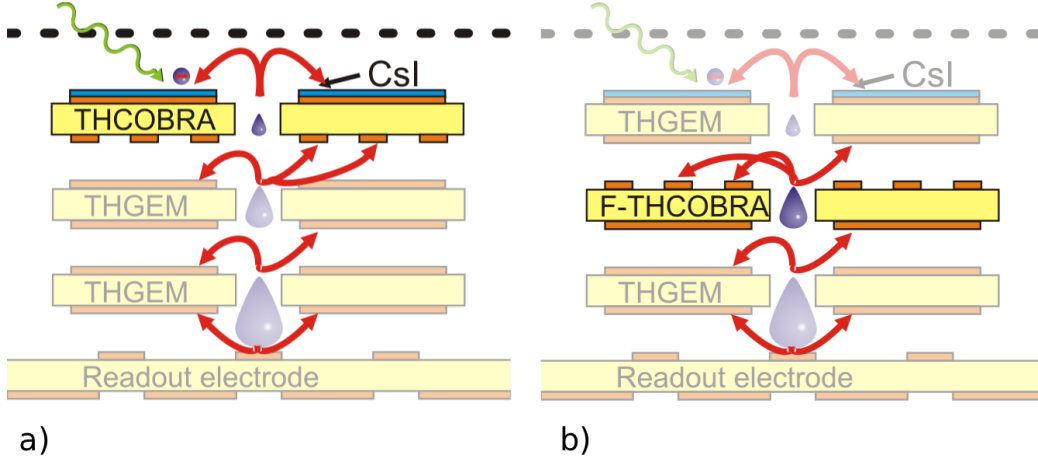 CsI
THCOBRA
THGEM
THGEM
Readout electrode
a)
CsI
THGEM
F-THCOBRA
THGEM
Readout electrode
b)